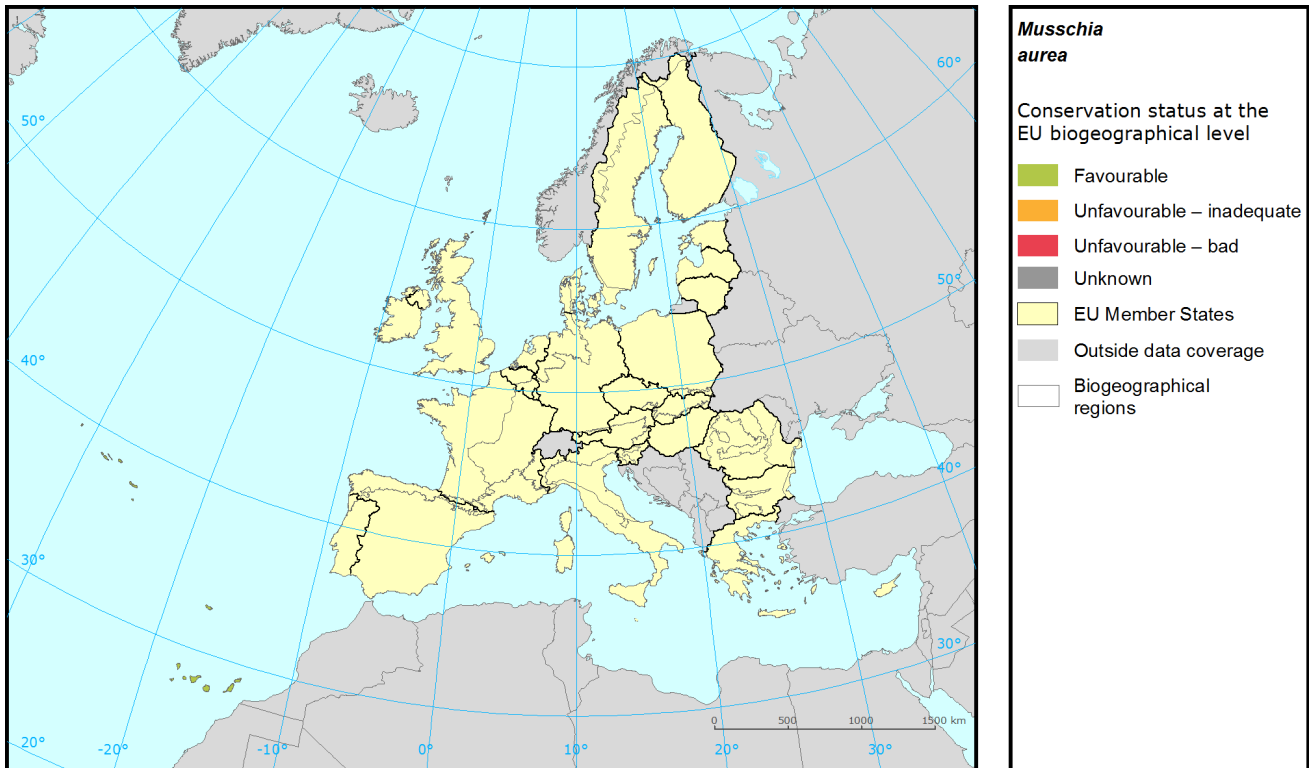 Musschia
aurea
Conservation status at the
EU biogeographical level
Favourable
Unfavourable – inadequate
Unfavourable – bad
Unknown
EU Member States
Outside data coverage
Biogeographical
regions
60°
50°
50°
40°
40°
30°
30°
0 500 1000 1500 km
20° -20° -10° 0° 10° 20° 30°